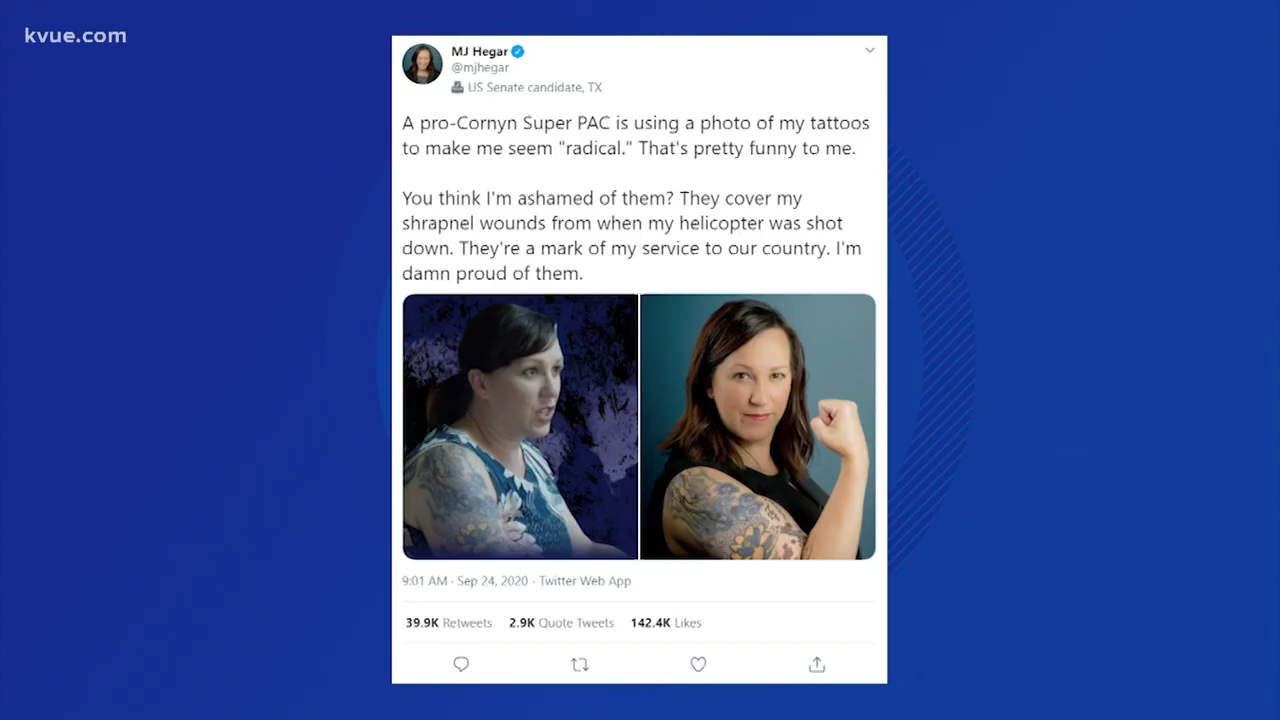 kvue.com
MJ Hegar
@mjhegar
US Senate candidate, TX
A pro-Cornyn Super PAC is using a photo of my tattoos
to make me seem "radical." That's pretty funny to me.
You think I'm ashamed of them? They cover my
shrapnel wounds from when my helicopter was shot
down. They're a mark of my service to our country. I'm
damn proud of them.
9:01 AM · Sep 24, 2020 · Twitter Web App
39.9K Retweets 2.9K Quote Tweets 142.4K Likes